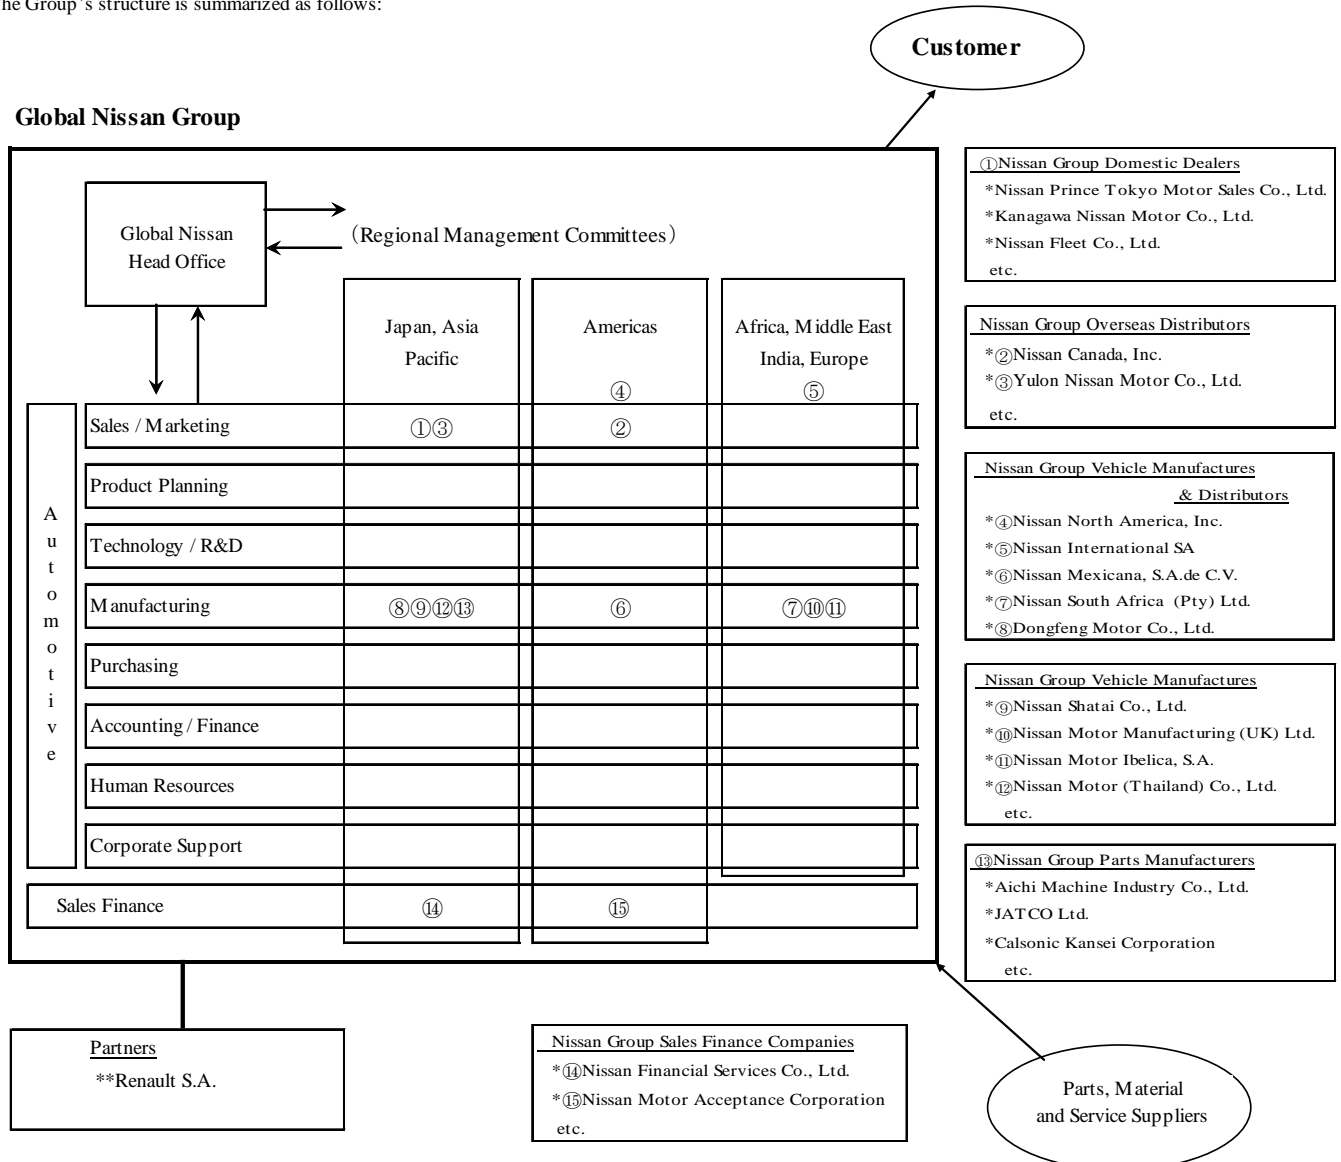 he Group's structure is summarized as follows:
Customer
Global Nissan Group
Global Nissan
Head Office
(Regional Management Committees)
Japan, Asia
Pacific
Americas
④
Africa, Middle East
India, Europe
⑤
Automotive
Sales / Marketing ①③ ②
Product Planning
Technology / R&D
Manufacturing ⑧⑨⑫⑬ ⑥ ⑦⑩⑪
Purchasing
Accounting / Finance
Human Resources
Corporate Support
Sales Finance ⑭ ⑮
①Nissan Group Domestic Dealers
*Nissan Prince Tokyo Motor Sales Co., Ltd.
*Kanagawa Nissan Motor Co., Ltd.
*Nissan Fleet Co., Ltd.
etc.
Nissan Group Overseas Distributors
*②Nissan Canada, Inc.
*③Yulon Nissan Motor Co., Ltd.
etc.
Nissan Group Vehicle Manufactures
& Distributors
*④Nissan North America, Inc.
*⑤Nissan International SA
*⑥Nissan Mexicana, S.A.de C.V.
*⑦Nissan South Africa (Pty) Ltd.
*⑧Dongfeng Motor Co., Ltd.
Nissan Group Vehicle Manufactures
*⑨Nissan Shatai Co., Ltd.
*⑩Nissan Motor Manufacturing (UK) Ltd.
*⑪Nissan Motor Ibelica, S.A.
*⑫Nissan Motor (Thailand) Co., Ltd.
etc.
⑬Nissan Group Parts Manufacturers
*Aichi Machine Industry Co., Ltd.
*JATCO Ltd.
*Calsonic Kansei Corporation
etc.
Partners
**Renault S.A.
Nissan Group Sales Finance Companies
*⑭Nissan Financial Services Co., Ltd.
*⑮Nissan Motor Acceptance Corporation
etc.
Parts, Material
and Service Suppliers